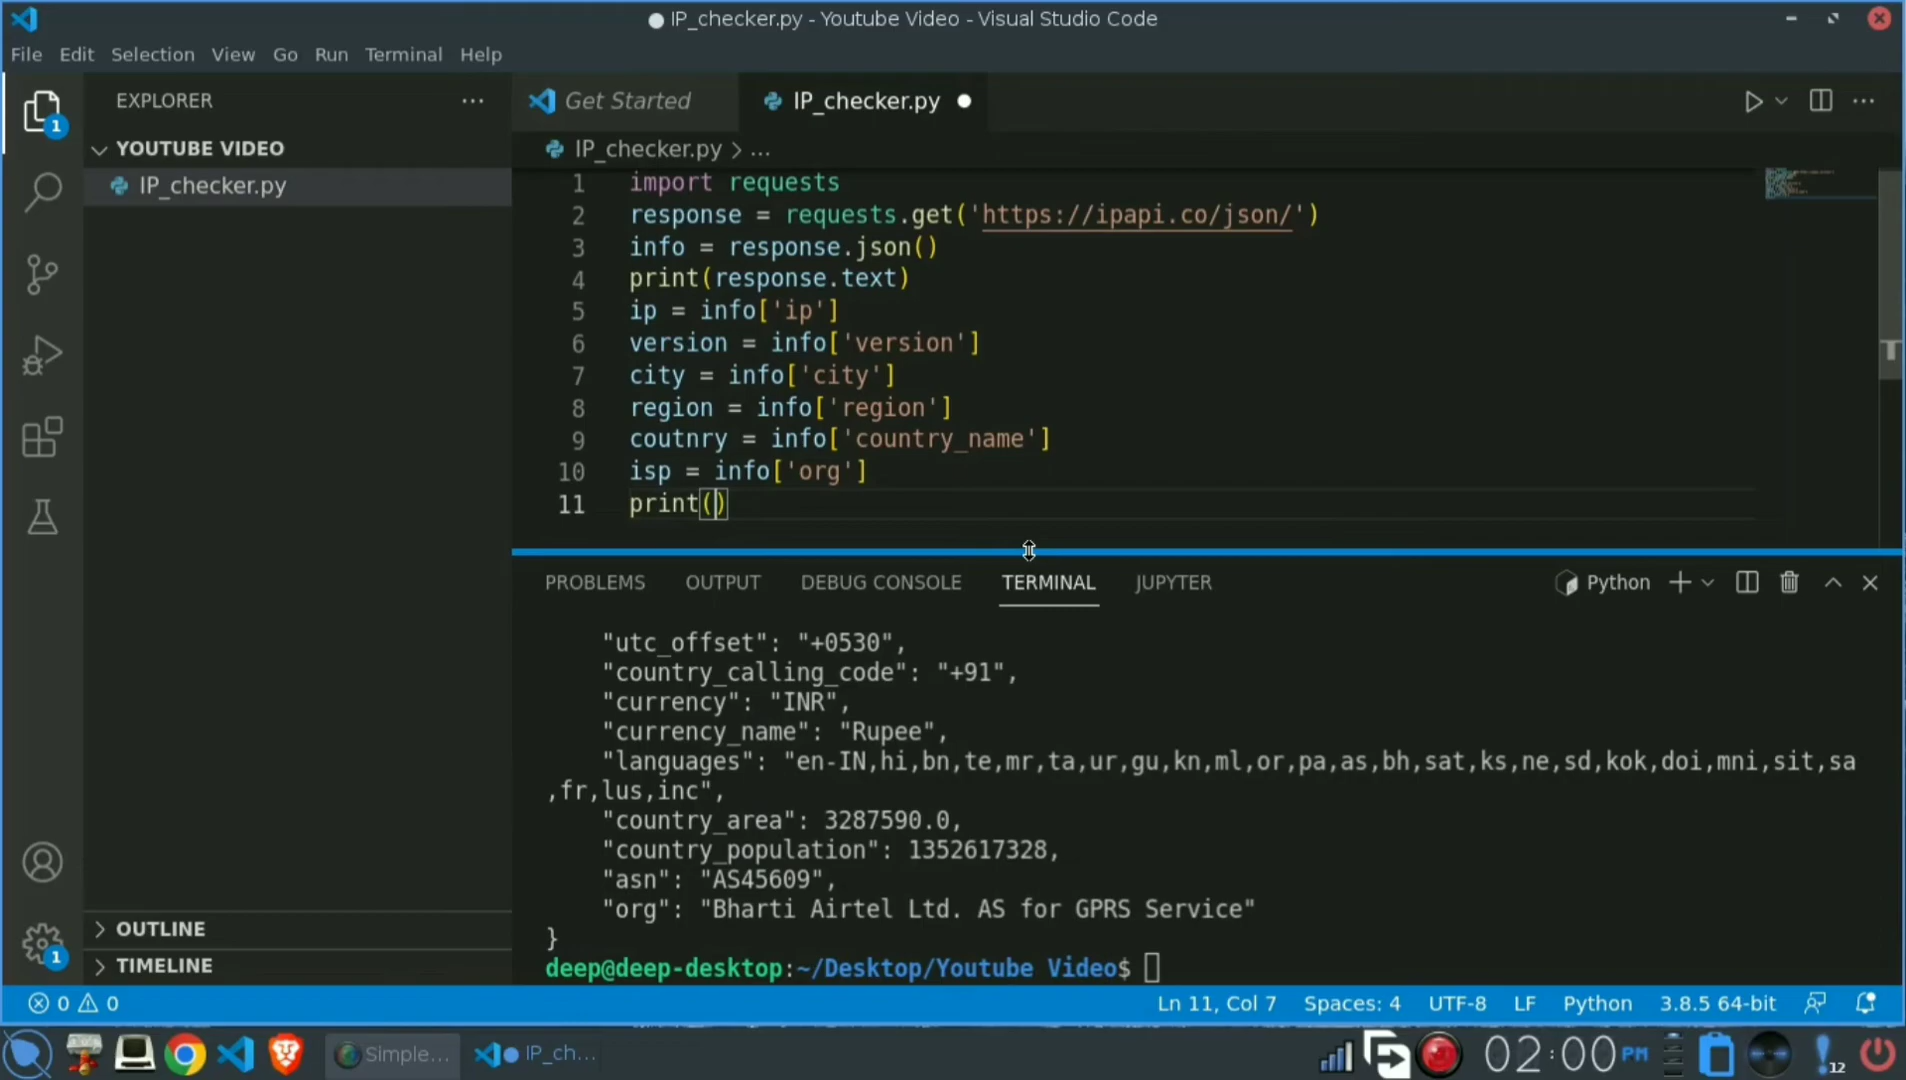 IP_checker.py - Youtube Video - Visual Studio Code
File Edit Selection View Go Run Terminal Help
EXPLORER
Get Started
IP_checker.py
YOUTUBE VIDEO
IP_checker.py > ...
IP_checker.py
1 import requests
2 response = requests.get('https://ipapi.co/json/')
3 info = response.json()
4 print(response.text)
5 ip = info['ip']
6 version = info['version']
7 city = info['city']
8 region = info['region']
9 coutnry = info['country_name']
10 isp = info['org']
11 print()
PROBLEMS OUTPUT DEBUG CONSOLE TERMINAL JUPYTER
Python
"utc_offset": "+0530",
"country_calling_code": "+91",
"currency": "INR",
"currency_name": "Rupee",
"languages": "en-IN,hi,bn,te,mr,ta,ur,gu,kn,ml,or,pa,as,bh,sat,ks,ne,sd,kok,doi,mni,sit,sa
,fr,lus,inc",
"country_area": 3287590.0,
"country_population": 1352617328,
"asn": "AS45609",
"org": "Bharti Airtel Ltd. AS for GPRS Service"
}
deep@deep-desktop:~/Desktop/Youtube Video$
OUTLINE
TIMELINE
1
1
0 0
Ln 11, Col 7 Spaces: 4 UTF-8 LF Python 3.8.5 64-bit
Simple...
IP_ch...
02:00 PM
12